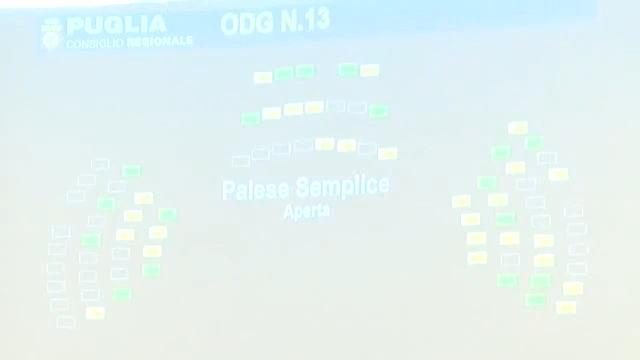 PUGLIA
CONSIGLIO REGIONALE
ODG N.13
Palese Semplice
Aperta